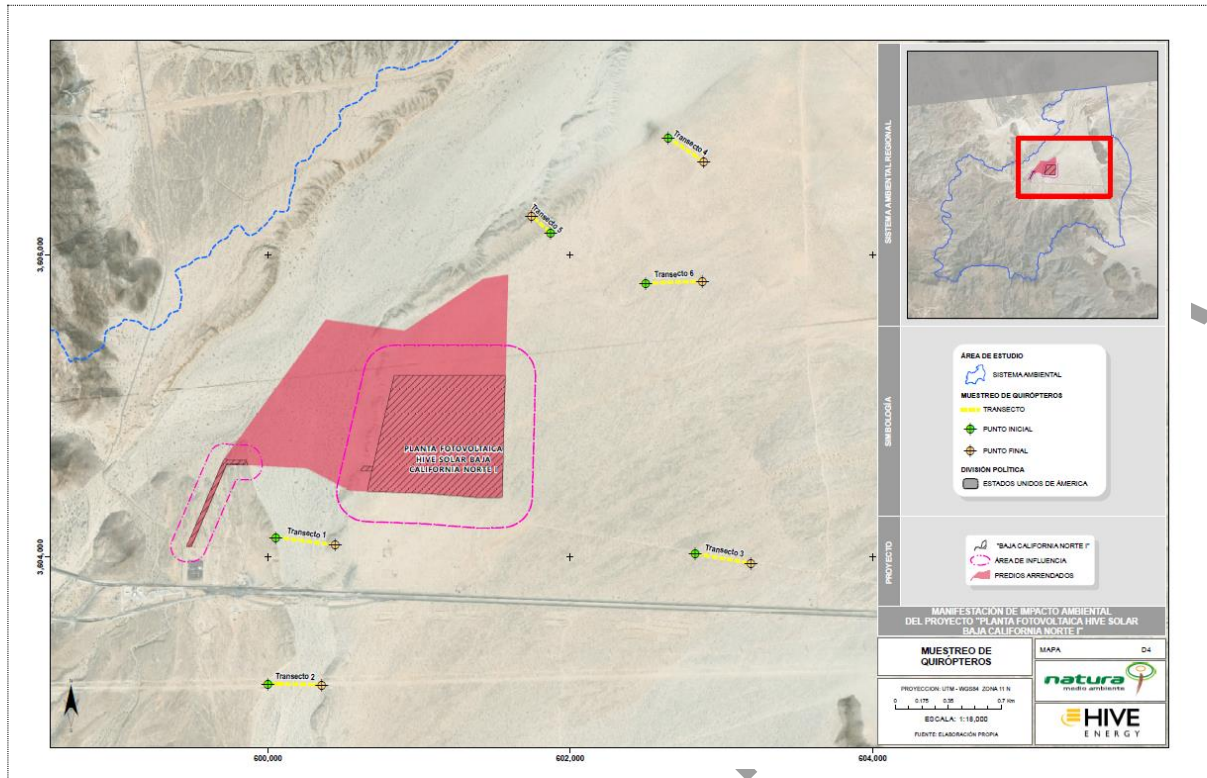 Transecto 4
Transecto 5
Transecto 6
3,606,000
PLANTA FOTOVOLTAICA
HIVE SOLAR BAJA
CALIFORNIA NORTE I
Transecto 1
Transecto 3
3,604,000
Transecto 2
600,000
602,000
604,000
SISTEMA AMBIENTAL REGIONAL
SIMBOLOGÍA
ÁREA DE ESTUDIO
SISTEMA AMBIENTAL
MUESTREO DE QUIRÓPTEROS
TRANSECTO
PUNTO INICIAL
PUNTO FINAL
DIVISIÓN POLÍTICA
ESTADOS UNIDOS DE ÁMERICA
PROYECTO
"BAJA CALIFORNIA NORTE I"
ÁREA DE INFLUENCIA
PREDIOS ARRENDADOS
MANIFESTACIÓN DE IMPACTO AMBIENTAL
DEL PROYECTO "PLANTA FOTOVOLTAICA HIVE SOLAR
BAJA CALIFORNIA NORTE I"
MUESTREO DE
QUIRÓPTEROS
MAPA D4
PROYECCION: UTM - WGS84 ZONA 11 N
0 0.175 0.35 0.7 Km
ESCALA: 1:18,000
FUENTE: ELABORACIÓN PROPIA
natura
medio ambiente
HIVE
ENERGY